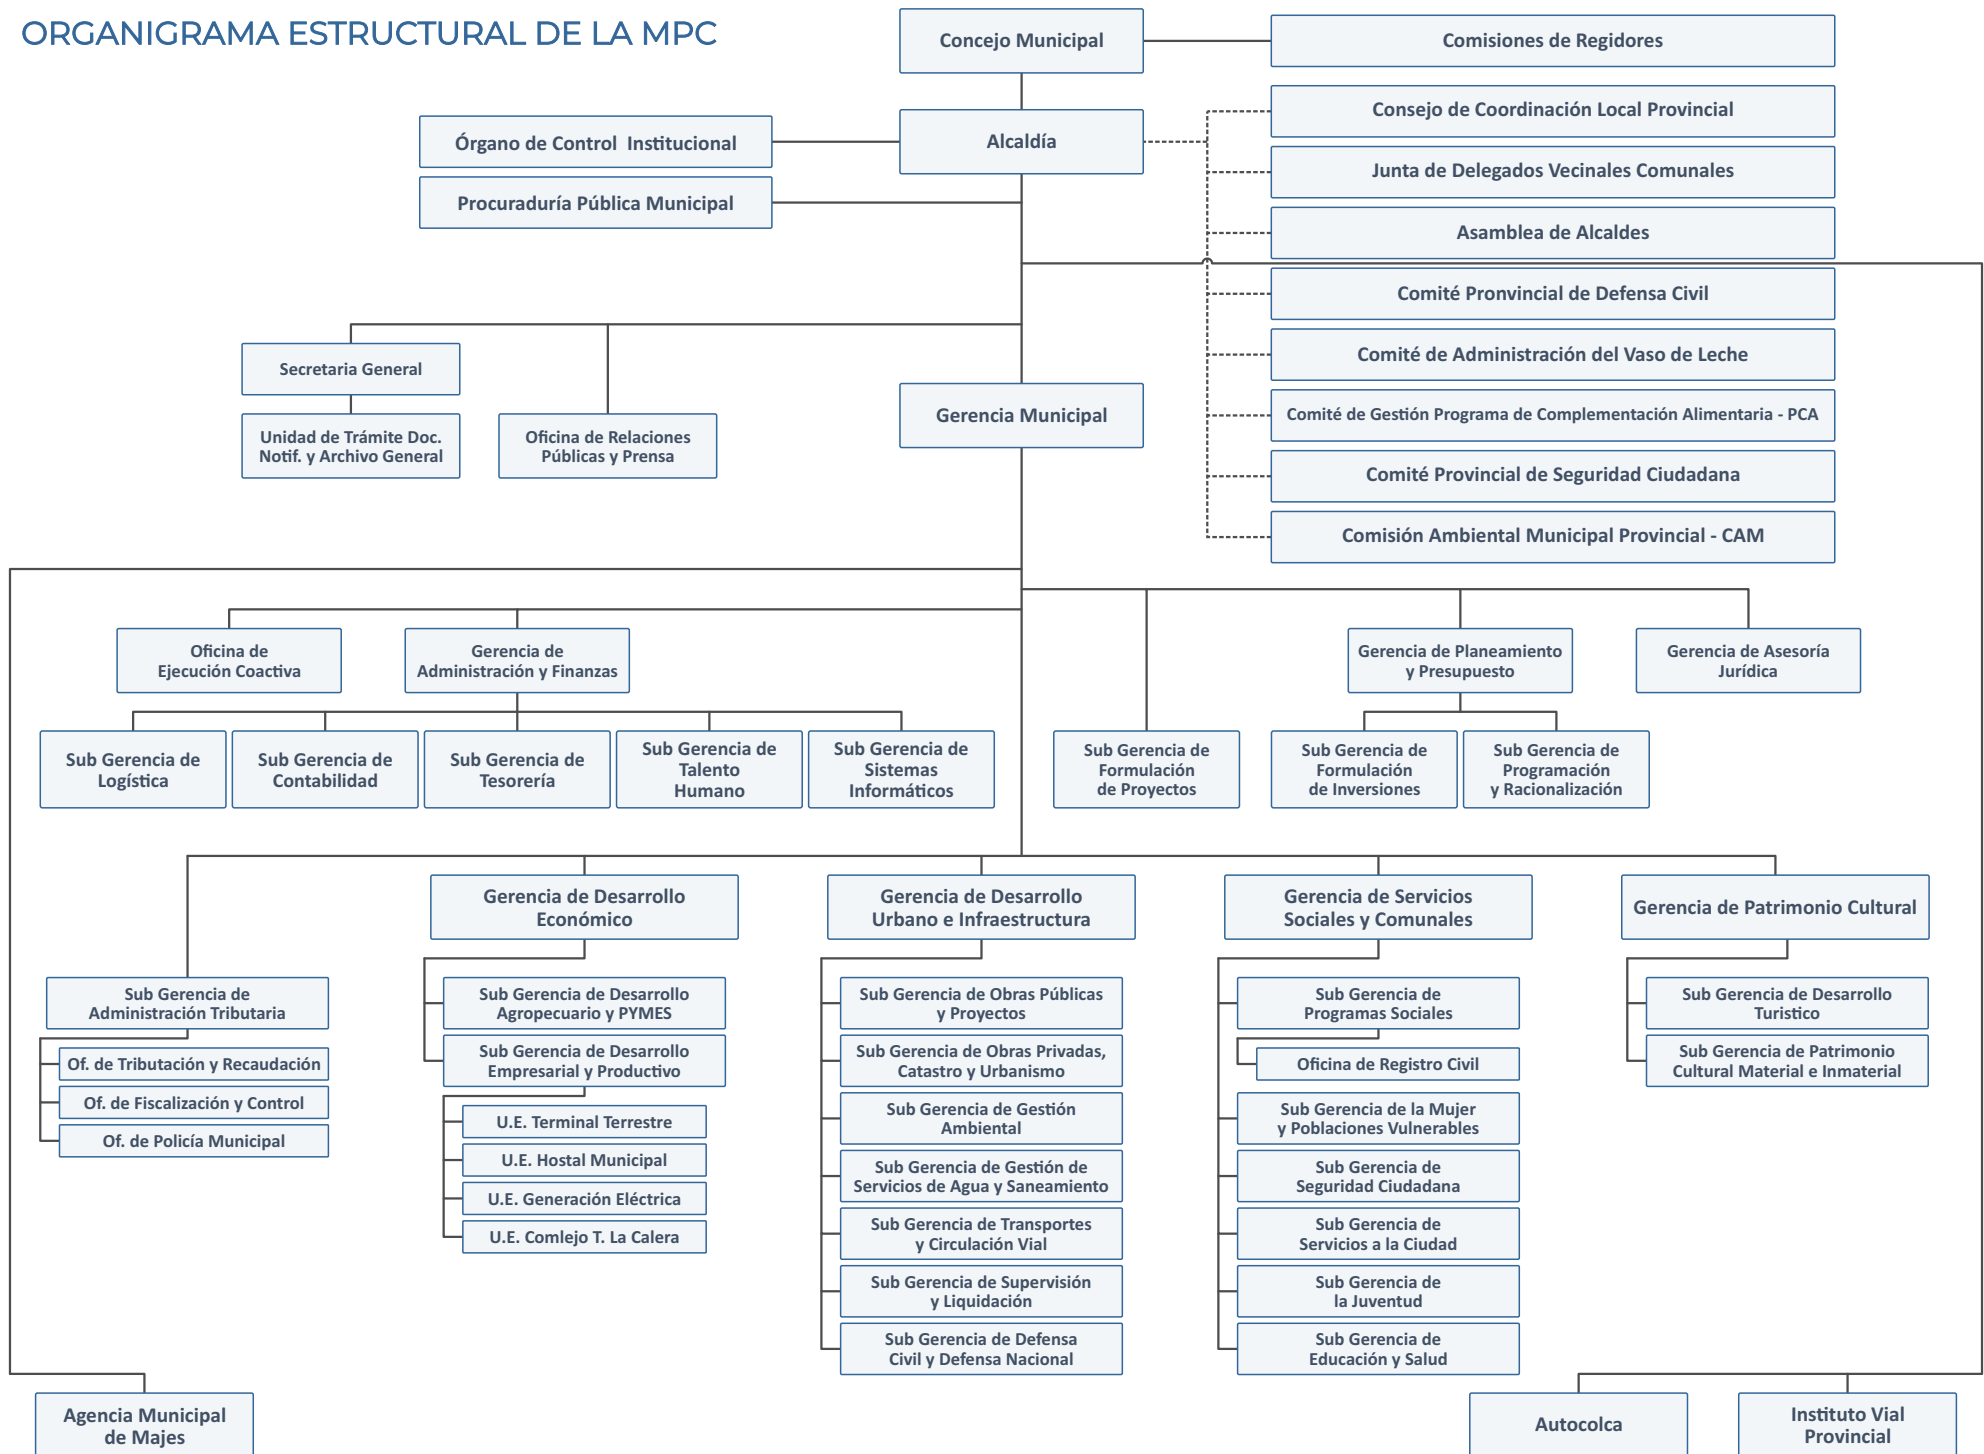 ORGANIGRAMA ESTRUCTURAL DE LA MPC
Concejo Municipal
Comisiones de Regidores
Alcaldía
Órgano de Control Institucional
Procuraduría Pública Municipal
Consejo de Coordinación Local Provincial
Junta de Delegados Vecinales Comunales
Asamblea de Alcaldes
Comité Pronvincial de Defensa Civil
Comité de Administración del Vaso de Leche
Comité de Gestión Programa de Complementación Alimentaria - PCA
Comité Provincial de Seguridad Ciudadana
Comisión Ambiental Municipal Provincial - CAM
Secretaria General
Unidad de Trámite Doc.
Notif. y Archivo General
Oficina de Relaciones
Públicas y Prensa
Gerencia Municipal
Oficina de
Ejecución Coactiva
Gerencia de
Administración y Finanzas
Gerencia de Planeamiento
y Presupuesto
Gerencia de Asesoría
Jurídica
Sub Gerencia de
Logística
Sub Gerencia de
Contabilidad
Sub Gerencia de
Tesorería
Sub Gerencia de
Talento
Humano
Sub Gerencia de
Sistemas
Informáticos
Sub Gerencia de
Formulación
de Proyectos
Sub Gerencia de
Formulación
de Inversiones
Sub Gerencia de
Programación
y Racionalización
Sub Gerencia de
Administración Tributaria
Of. de Tributación y Recaudación
Of. de Fiscalización y Control
Of. de Policía Municipal
Gerencia de Desarrollo
Económico
Sub Gerencia de Desarrollo
Agropecuario y PYMES
Sub Gerencia de Desarrollo
Empresarial y Productivo
U.E. Terminal Terrestre
U.E. Hostal Municipal
U.E. Generación Eléctrica
U.E. Comlejo T. La Calera
Gerencia de Desarrollo
Urbano e Infraestructura
Sub Gerencia de Obras Públicas
y Proyectos
Sub Gerencia de Obras Privadas,
Catastro y Urbanismo
Sub Gerencia de Gestión
Ambiental
Sub Gerencia de Gestión de
Servicios de Agua y Saneamiento
Sub Gerencia de Transportes
y Circulación Vial
Sub Gerencia de Supervisión
y Liquidación
Sub Gerencia de Defensa
Civil y Defensa Nacional
Gerencia de Servicios
Sociales y Comunales
Sub Gerencia de
Programas Sociales
Oficina de Registro Civil
Sub Gerencia de la Mujer
y Poblaciones Vulnerables
Sub Gerencia de
Seguridad Ciudadana
Sub Gerencia de
Servicios a la Ciudad
Sub Gerencia de
la Juventud
Sub Gerencia de
Educación y Salud
Gerencia de Patrimonio Cultural
Sub Gerencia de Desarrollo
Turistico
Sub Gerencia de Patrimonio
Cultural Material e Inmaterial
Agencia Municipal
de Majes
Autocolca
Instituto Vial
Provincial